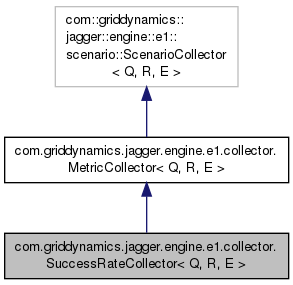 com::griddynamics::
jagger::engine::e1::
scenario::ScenarioCollector
< Q, R, E >
com.griddynamics.jagger.engine.e1.collector.
MetricCollector< Q, R, E >
com.griddynamics.jagger.engine.e1.collector.
SuccessRateCollector< Q, R, E >